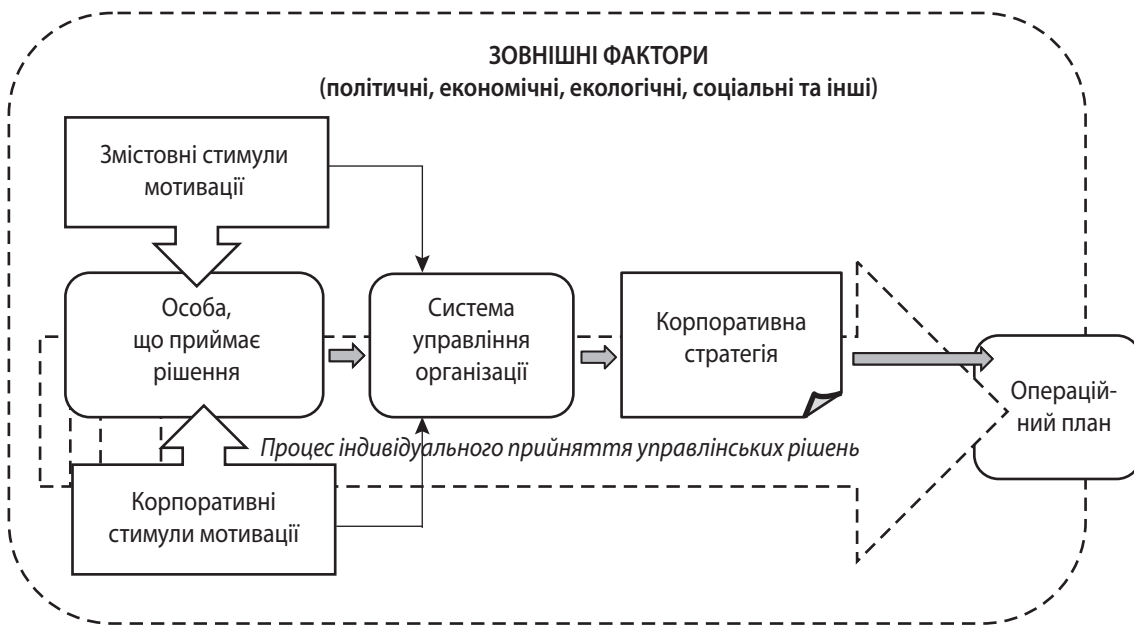 ЗОВНІШНІ ФАКТОРИ
(політичні, економічні, екологічні, соціальні та інші)
Змістовні стимули
мотивації
Особа,
що приймає
рішення
Система
управління
організації
Корпоративна
стратегія
Операцій-
ний план
Процес індивідуального прийняття управлінських рішень
Корпоративні
стимули мотивації